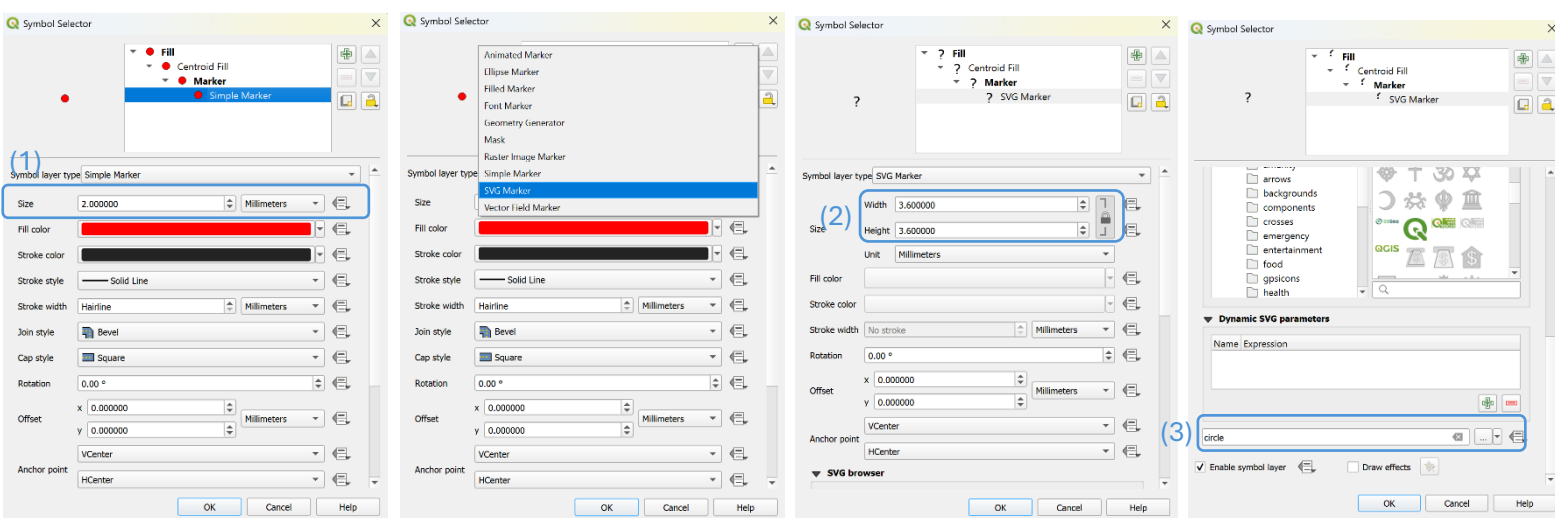 Symbol Selector
Fill
Centroid Fill
Marker
Simple Marker
(1)
Symbol layer type Simple Marker
Size 2.000000 Millimeters
Fill color
Stroke color
Stroke style Solid Line
Stroke width Hairline Millimeters
Join style Bevel
Cap style Square
Rotation 0.00 °
x 0.000000
Offset Millimeters
y 0.000000
VCenter
Anchor point
HCenter
OK Cancel Help
Symbol Selector
Animated Marker
Ellipse Marker
Filled Marker
Font Marker
Geometry Generator
Mask
Raster Image Marker
Symbol layer type Simple Marker
SVG Marker
Size
Vector Field Marker
Fill color
Stroke color
Stroke style Solid Line
Stroke width Hairline Millimeters
Join style Bevel
Cap style Square
Rotation 0.00 °
x 0.000000
Offset Millimeters
y 0.000000
VCenter
Anchor point
HCenter
OK Cancel Help
Symbol Selector
? Fill
? Centroid Fill
? Marker
? SVG Marker
?
Symbol layer type SVG Marker
Width 3.600000
(2)
Size
Height 3.600000
Unit Millimeters
Fill color
Stroke color
Stroke width No stroke Millimeters
Rotation 0.00 °
x 0.000000
Offset Millimeters
y 0.000000
VCenter
Anchor point
HCenter
SVG browser
OK Cancel Help
Symbol Selector
Fill
Centroid Fill
Marker
SVG Marker
?
arrows
backgrounds
components
crosses
emergency
entertainment
food
gpsicons
health
QGIS
Dynamic SVG parameters
Name Expression
(3)
circle ...
Enable symbol layer Draw effects
OK Cancel Help